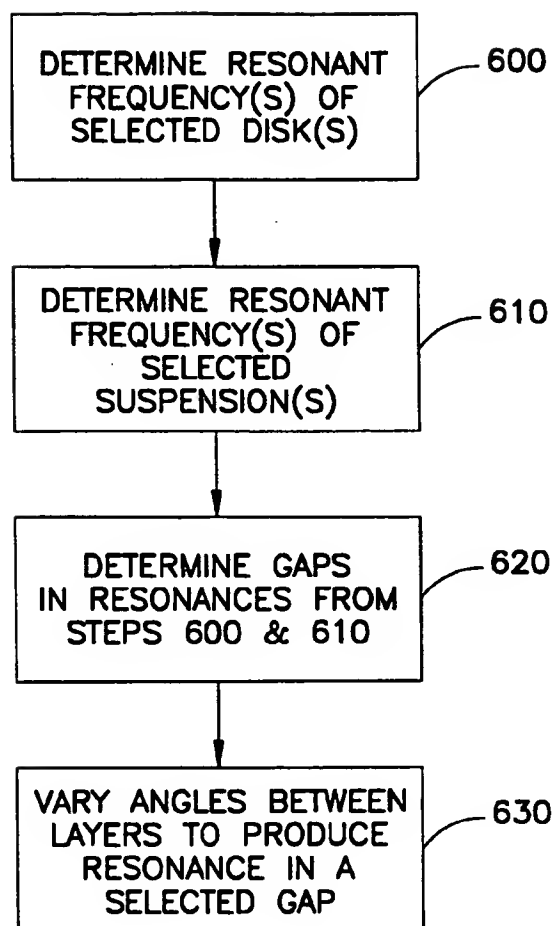 DETERMINE RESONANT
FREQUENCY(S) OF
SELECTED DISK(S)
600
DETERMINE RESONANT
FREQUENCY(S) OF
SELECTED
SUSPENSION(S)
610
DETERMINE GAPS
IN RESONANCES FROM
STEPS 600 & 610
620
VARY ANGLES BETWEEN
LAYERS TO PRODUCE
RESONANCE IN A
SELECTED GAP
630